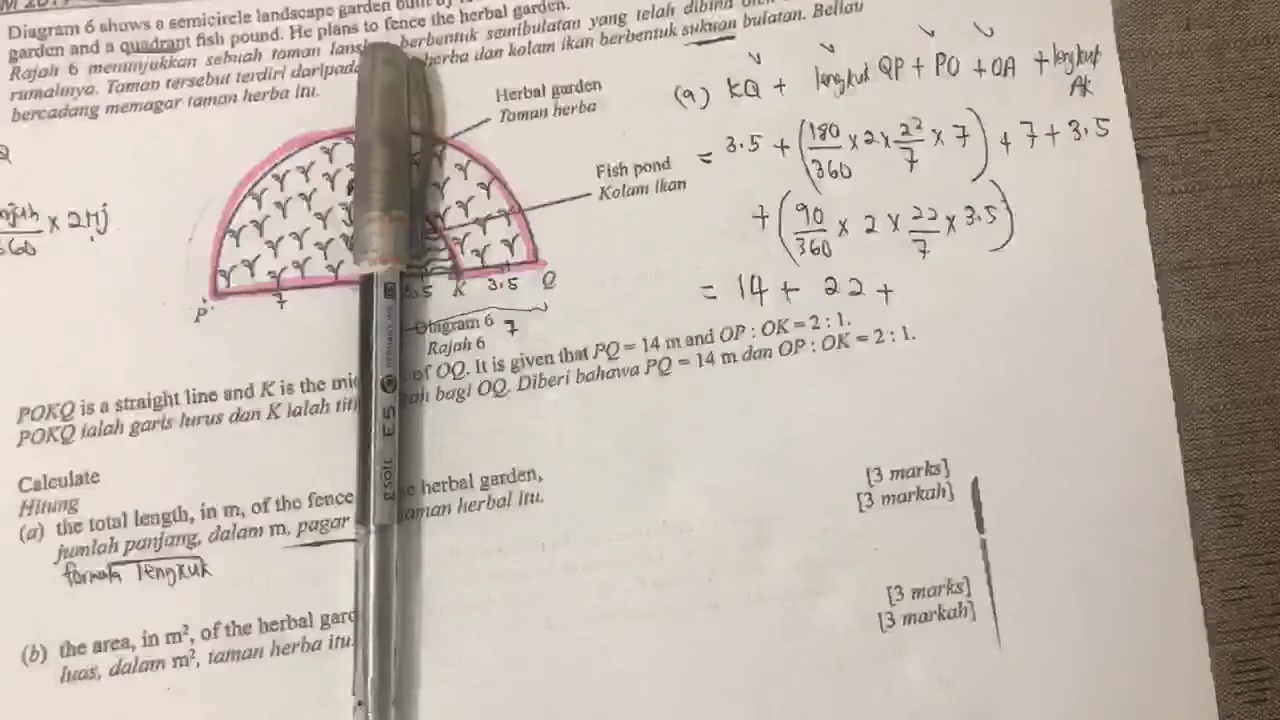 Diagram 6 shows a semicircle landscape garden built by
garden and a quadrant fish pond. He plans to fence the herbal garden.
Rajah 6 menunjukkan sebuah taman berbentuk semibulatan yang telah dibina oleh
rumahnya. Taman tersebut terdiri daripada herba dan kolam ikan berbentuk sukuan bulatan. Beliau
bercadang memagar taman herba itu.
Herbal garden
Taman herba
Fish pond
Kolam ikan
360 × 2πj
P
7
3.5
K
3.5
Q
7
Diagram 6
Rajah 6
POKQ is a straight line and K is the of OQ. It is given that PQ = 14 m and OP : OK = 2 : 1.
POKQ ialah garis lurus dan K ialah bagi OQ. Diberi bahawa PQ = 14 m dan OP : OK = 2 : 1.
Calculate
Hitung
(a) the total length, in m, of the fence herbal garden,
jumlah panjang, dalam m, pagar taman herbal itu.
[3 marks]
[3 markah]
formula lengkuk
(b) the area, in m², of the herbal
luas, dalam m², taman herba itu.
[3 marks]
[3 markah]
(a) KQ + lengkuk QP + PO + OA + lengkuk AK
= 3.5 + (180/360 × 2 × 22/7 × 7) + 7 + 3.5
+ (90/360 × 2 × 22/7 × 3.5)
= 14 + 22 +